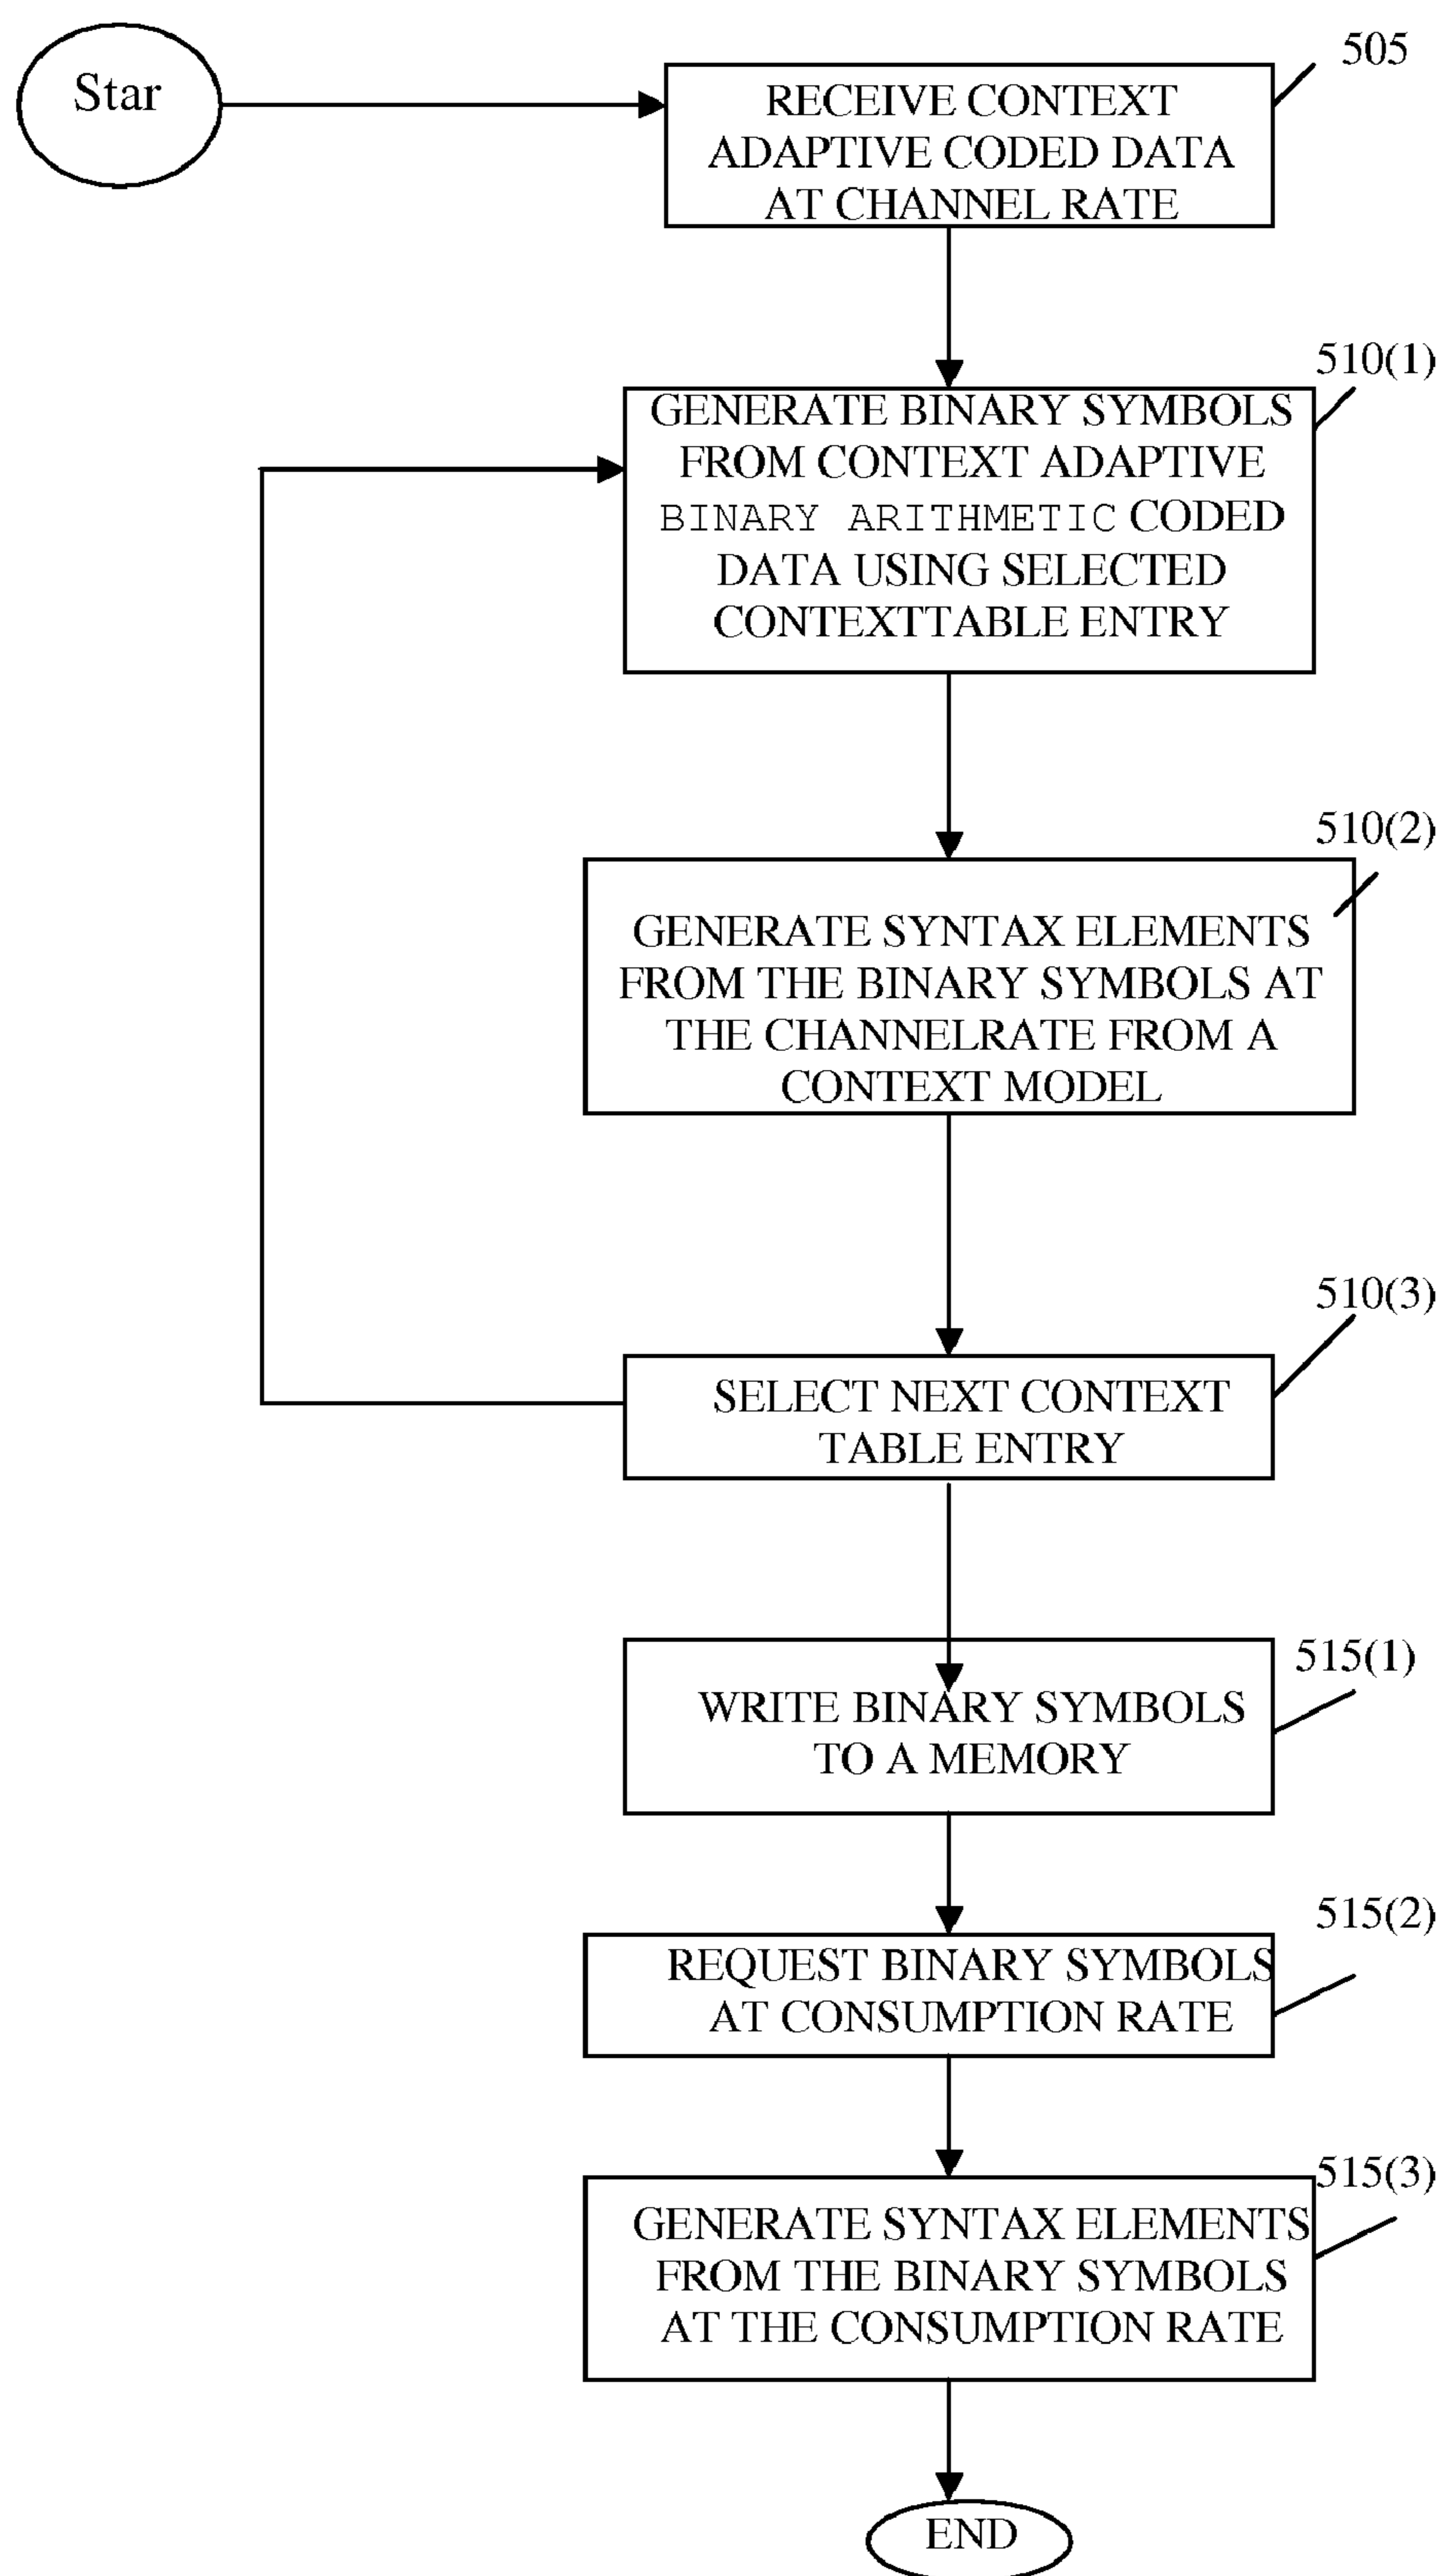 Star
505
RECEIVE CONTEXT
ADAPTIVE CODED DATA
AT CHANNEL RATE
510(1)
GENERATE BINARY SYMBOLS
FROM CONTEXT ADAPTIVE
BINARY ARITHMETIC CODED
DATA USING SELECTED
CONTEXTTABLE ENTRY
510(2)
GENERATE SYNTAX ELEMENTS
FROM THE BINARY SYMBOLS AT
THE CHANNELRATE FROM A
CONTEXT MODEL
510(3)
SELECT NEXT CONTEXT
TABLE ENTRY
515(1)
WRITE BINARY SYMBOLS
TO A MEMORY
515(2)
REQUEST BINARY SYMBOLS
AT CONSUMPTION RATE
515(3)
GENERATE SYNTAX ELEMENTS
FROM THE BINARY SYMBOLS
AT THE CONSUMPTION RATE
END